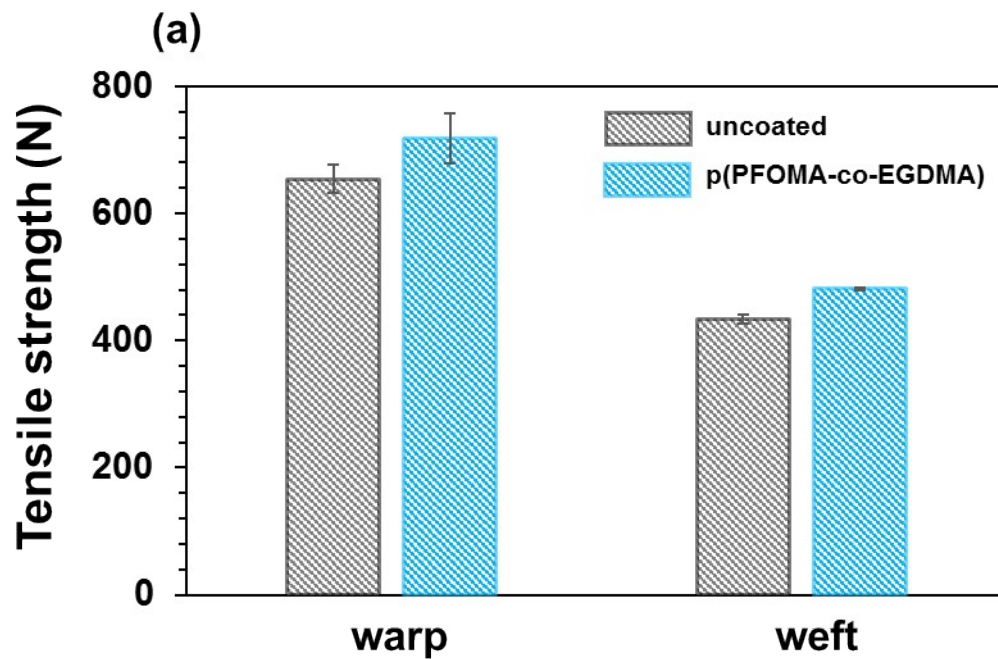 (a)
Tensile strength (N)
800
600
400
200
0
uncoated
p(PFOMA-co-EGDMA)
warp
weft